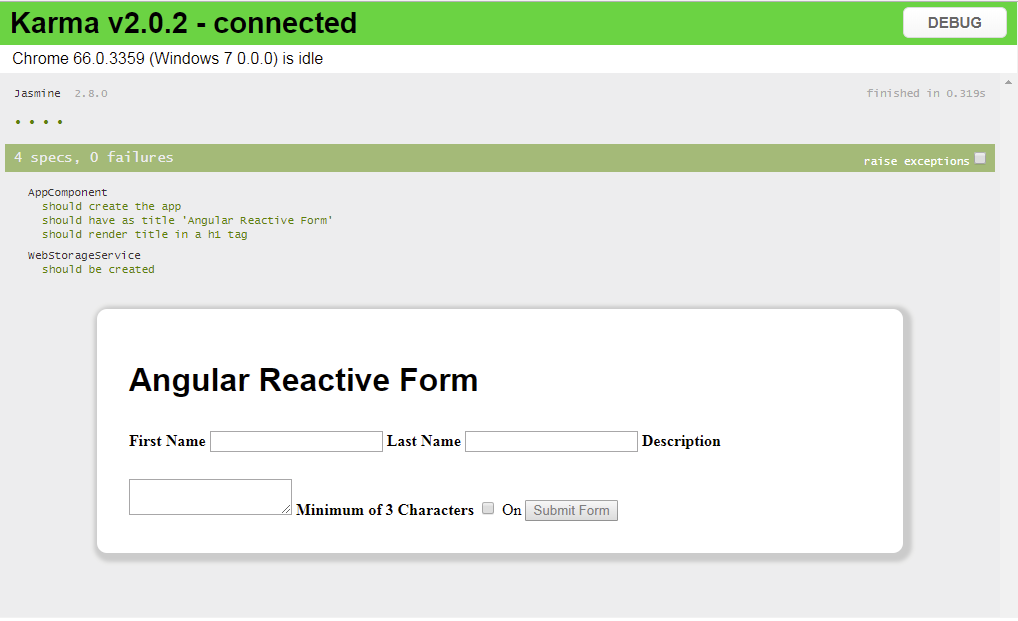 Karma v2.0.2 - connected DEBUG
Chrome 66.0.3359 (Windows 7 0.0.0) is idle
Jasmine 2.8.0 finished in 0.319s
• • • •
4 specs, 0 failures raise exceptions
AppComponent
should create the app
should have as title 'Angular Reactive Form'
should render title in a h1 tag
WebStorageService
should be created
Angular Reactive Form
First Name Last Name Description
Minimum of 3 Characters On Submit Form